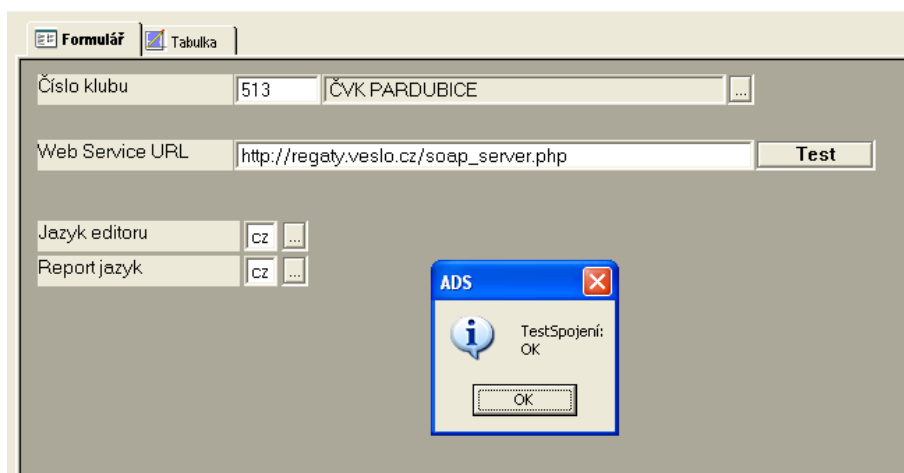 Formulář Tabulka
Číslo klubu 513 ČVK PARDUBICE ...
Web Service URL http://regaty.veslo.cz/soap_server.php Test
Jazyk editoru cz ...
Report jazyk cz ...
ADS
TestSpojení:
OK
OK